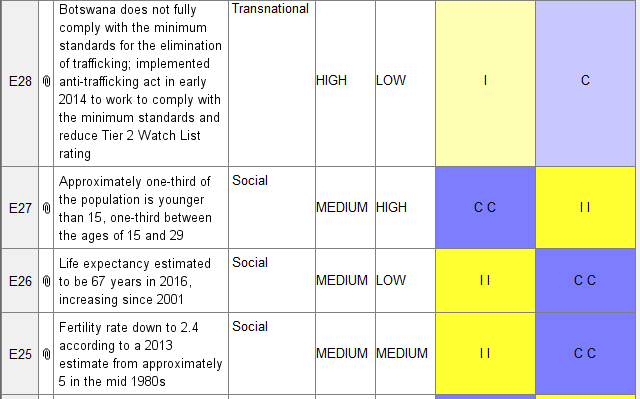 E28
Botswana does not fully
comply with the minimum
standards for the elimination
of trafficking; implemented
anti-trafficking act in early
2014 to work to comply with
the minimum standards and
reduce Tier 2 Watch List
rating
Transnational
HIGH
LOW
I
C
E27
Approximately one-third of
the population is younger
than 15, one-third between
the ages of 15 and 29
Social
MEDIUM
HIGH
C C
I I
E26
Life expectancy estimated
to be 67 years in 2016,
increasing since 2001
Social
MEDIUM
LOW
I I
C C
E25
Fertility rate down to 2.4
according to a 2013
estimate from approximately
5 in the mid 1980s
Social
MEDIUM
MEDIUM
I I
C C